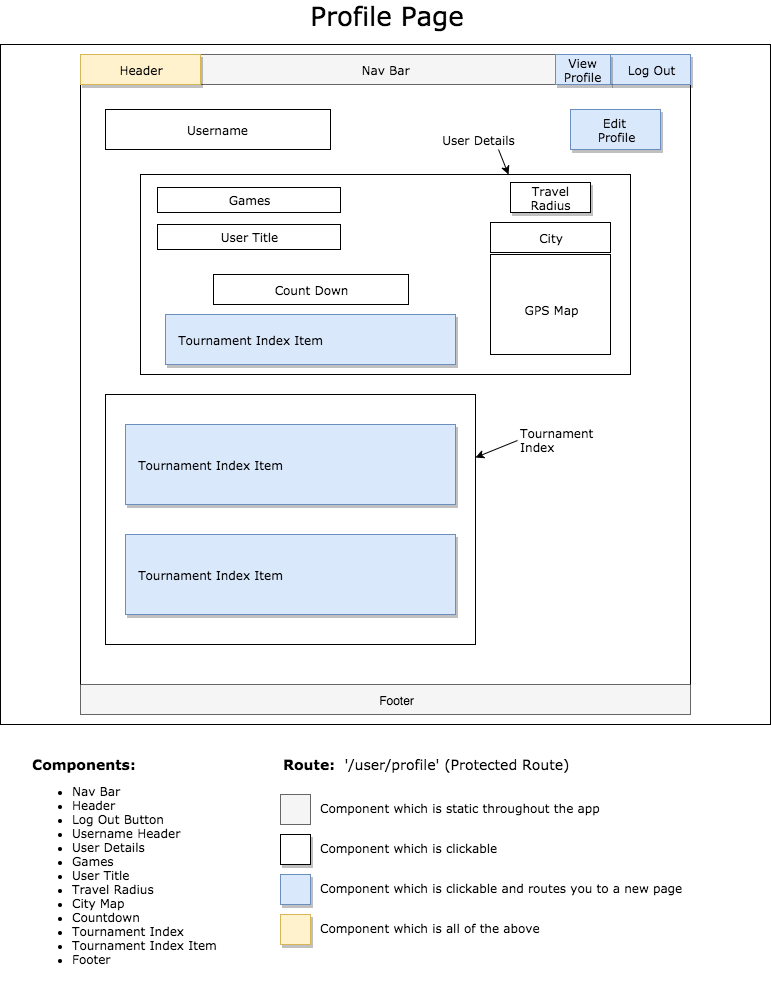 Profile Page
Header
Nav Bar
View
Profile
Log Out
Username
Edit
Profile
User Details
Games
Travel
Radius
User Title
City
Count Down
GPS Map
Tournament Index Item
Tournament
Index
Tournament Index Item
Tournament Index Item
Footer
Components:
Nav Bar
Header
Log Out Button
Username Header
User Details
Games
User Title
Travel Radius
City Map
Countdown
Tournament Index
Tournament Index Item
Footer
Route: '/user/profile' (Protected Route)
Component which is static throughout the app
Component which is clickable
Component which is clickable and routes you to a new page
Component which is all of the above